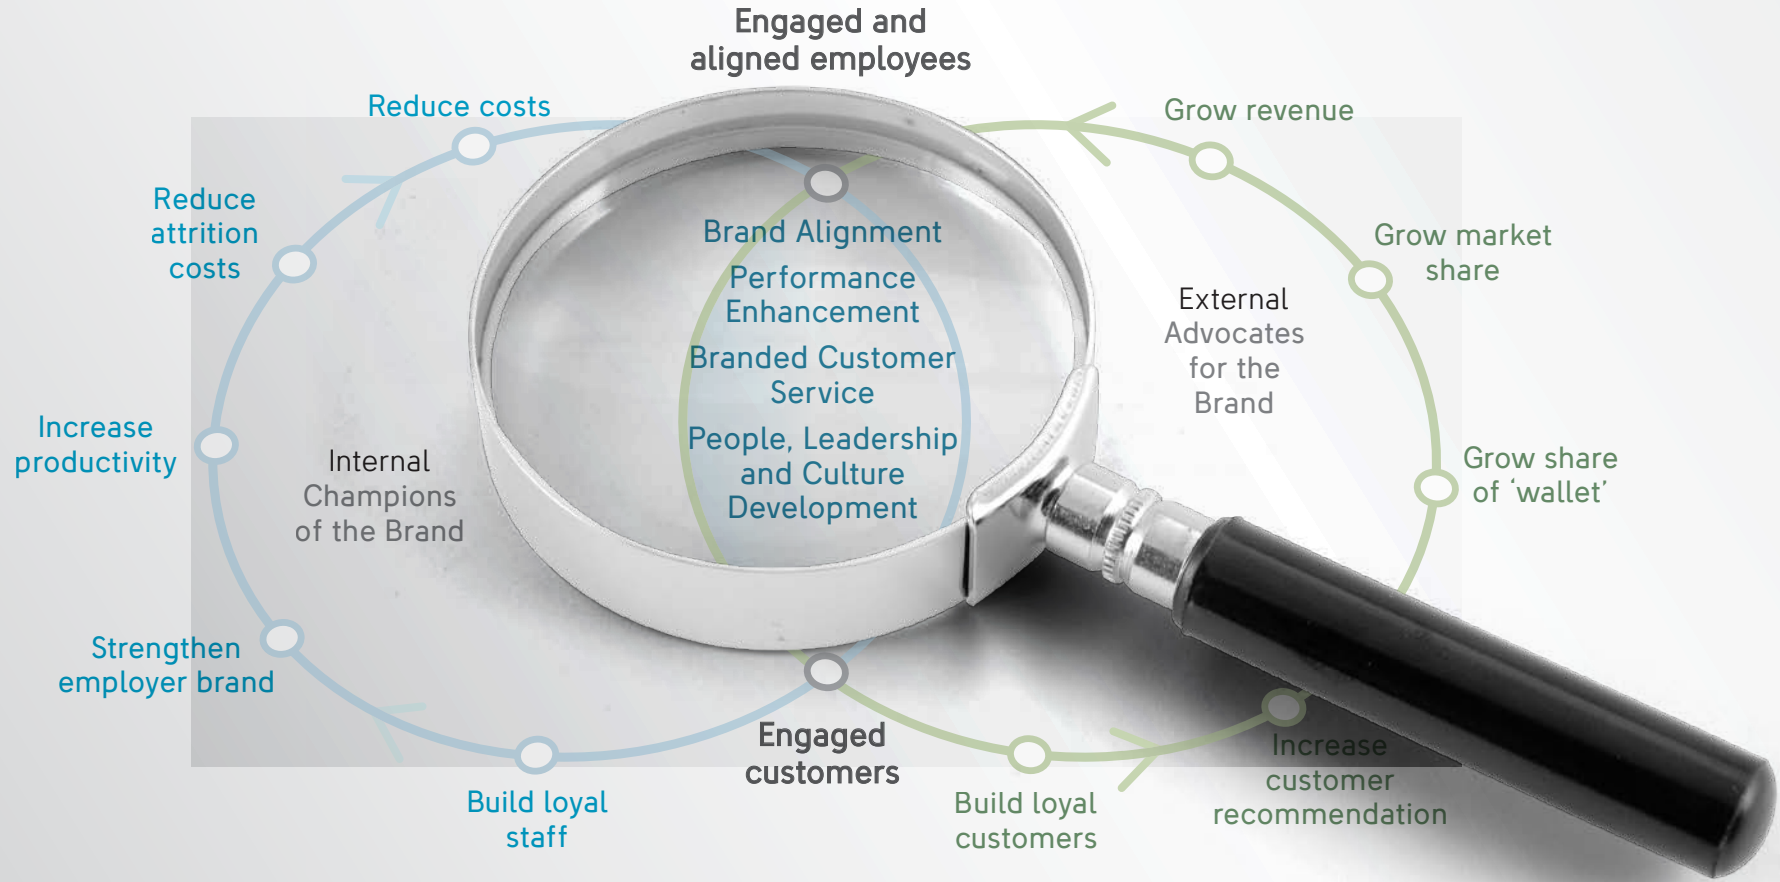 Engaged and
aligned employees
Reduce costs
Reduce
attrition
costs
Increase
productivity
Strengthen
employer brand
Build loyal
staff
Internal
Champions
of the Brand
Brand Alignment
Performance
Enhancement
Branded Customer
Service
People, Leadership
and Culture
Development
External
Advocates
for the
Brand
Grow revenue
Grow market
share
Grow share
of ‘wallet’
Increase
customer
recommendation
Build loyal
customers
Engaged
customers